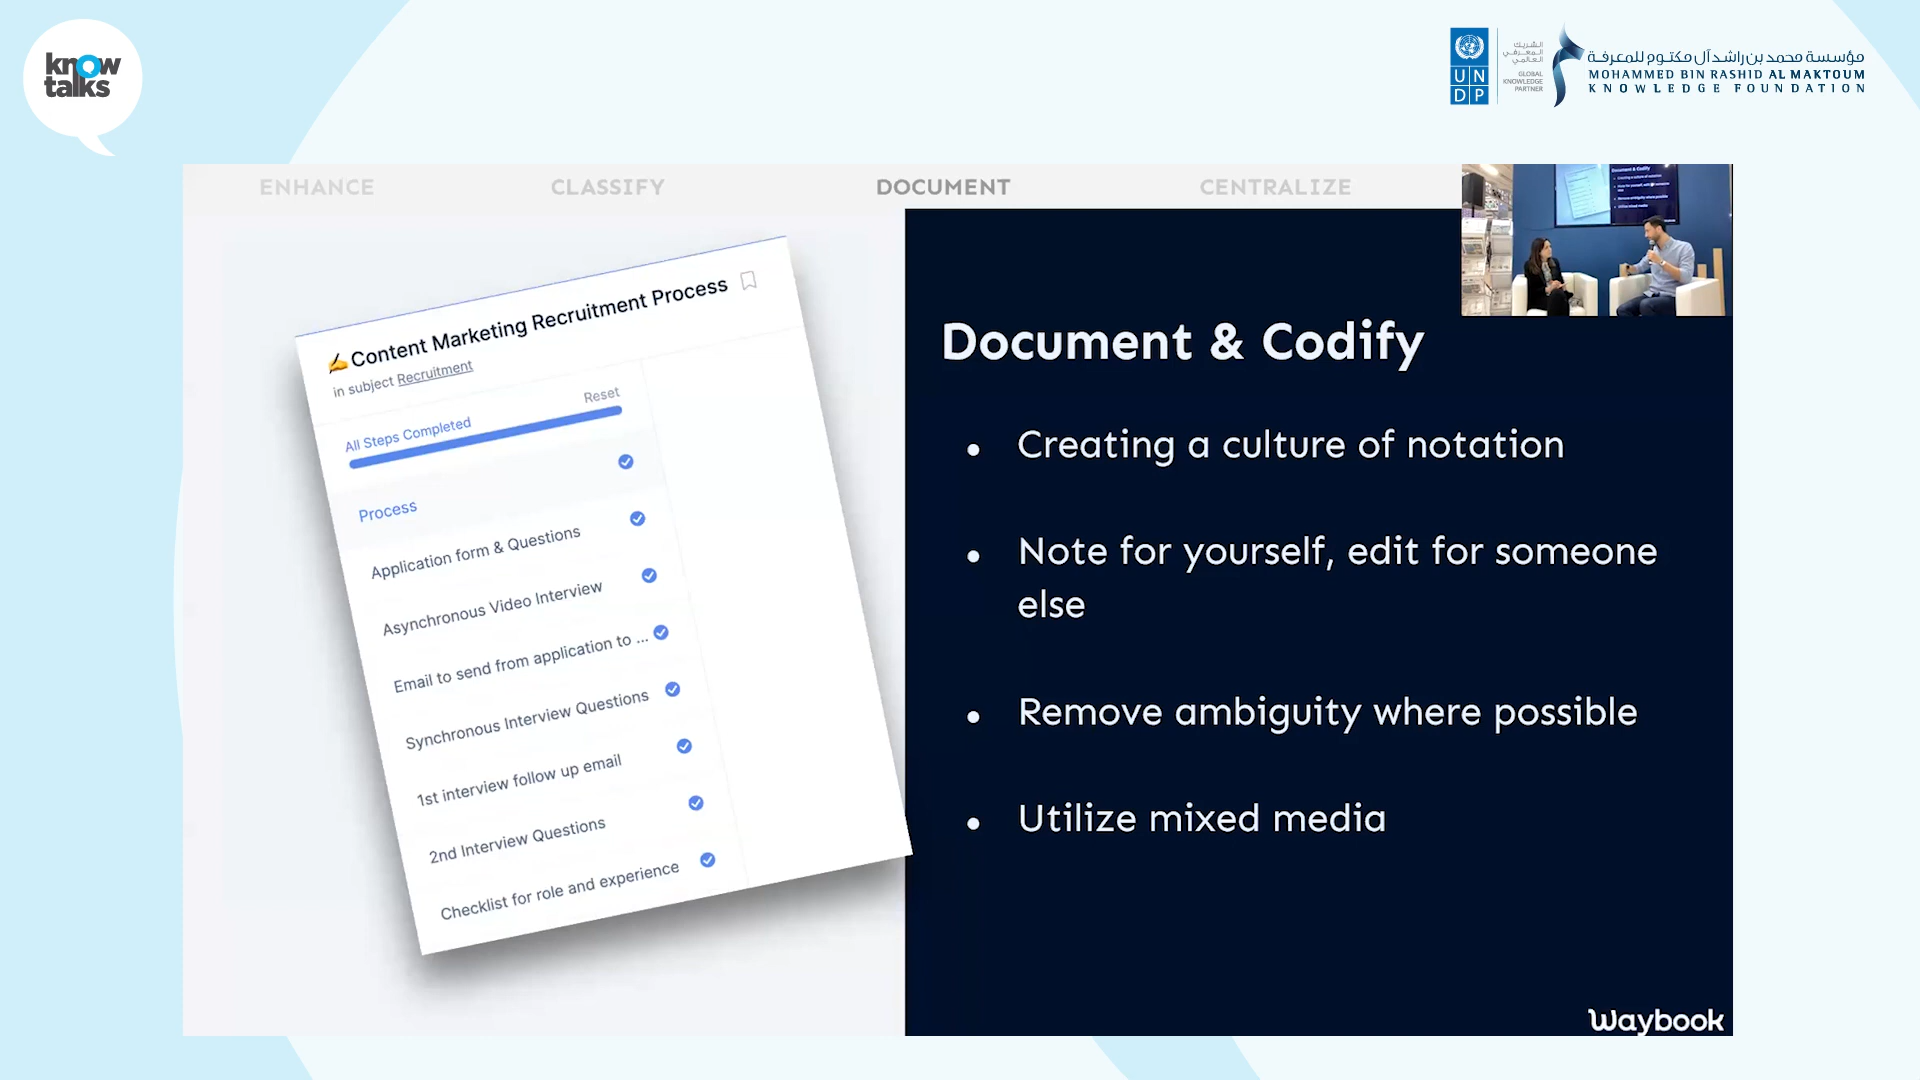 know
talks
UN
DP
الشريك
المعرفي
العالمي
GLOBAL
KNOWLEDGE
PARTNER
مؤسسة محمد بن راشد آل مكتوم للمعرفة
MOHAMMED BIN RASHID AL MAKTOUM
KNOWLEDGE FOUNDATION
ENHANCE
CLASSIFY
DOCUMENT
CENTRALIZE
✍Content Marketing Recruitment Process
in subject Recruitment
All Steps Completed
Reset
Process
Application form & Questions
Asynchronous Video Interview
Email to send from application to ...
Synchronous Interview Questions
1st interview follow up email
2nd Interview Questions
Checklist for role and experience
Document & Codify
• Creating a culture of notation
• Note for yourself, edit for someone
else
• Remove ambiguity where possible
• Utilize mixed media
Waybook